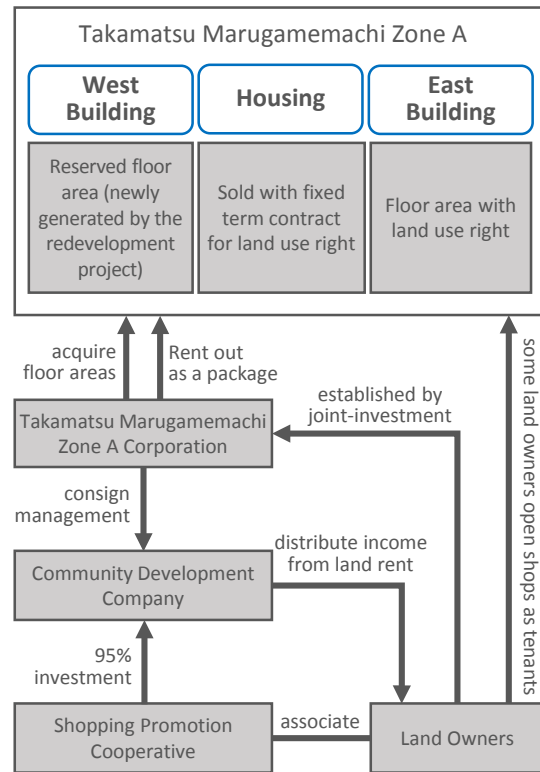 Takamatsu Marugamemachi Zone A
West
Building
Housing
East
Building
Reserved floor
area (newly
generated by the
redevelopment
project)
Sold with fixed
term contract
for land use right
Floor area with
land use right
acquire
floor areas
Rent out
as a package
established by
joint-investment
some land owners open shops as tenants
Takamatsu Marugamemachi
Zone A Corporation
consign
management
distribute income
from land rent
Community Development
Company
95%
investment
Shopping Promotion
Cooperative
associate
Land Owners